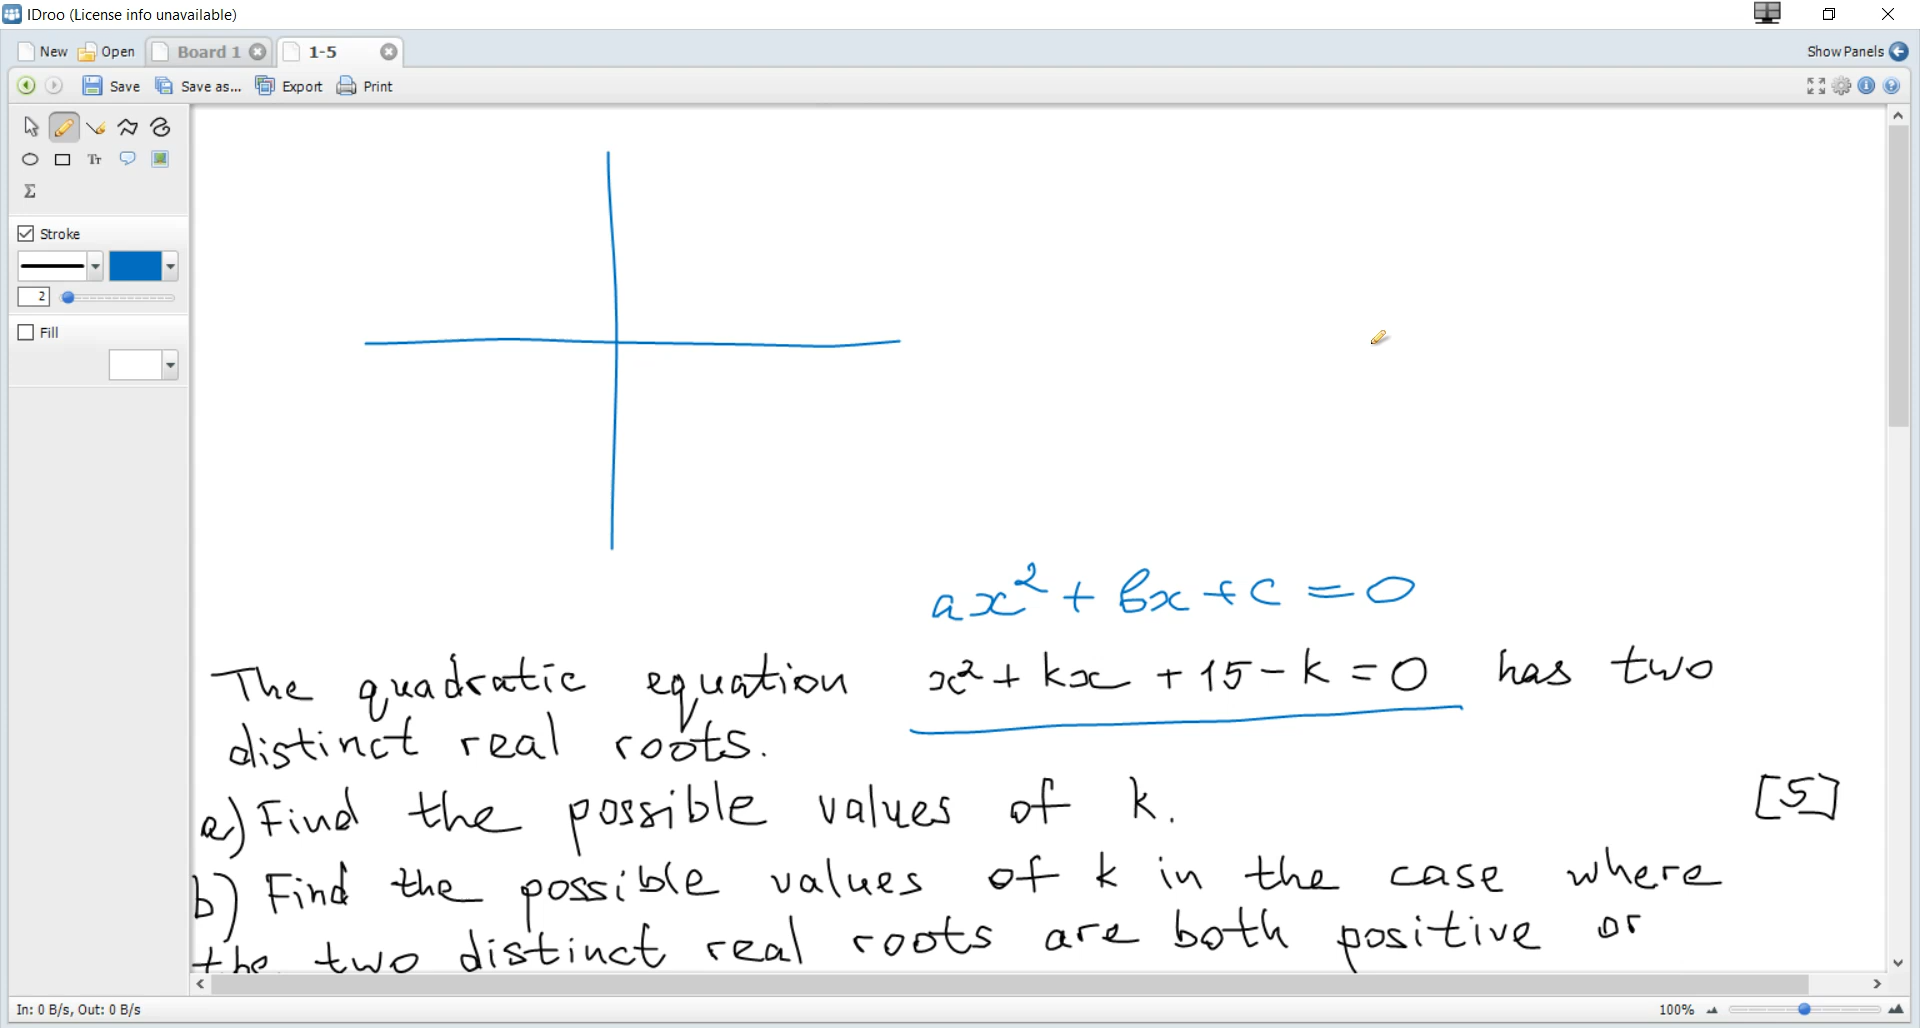 IDroo (License info unavailable)
New Open Board 1 1-5 Show Panels
Save Save as... Export Print
Tт
Σ
Stroke
2
Fill
ax² + bx + c = 0
The quadratic equation x² + kx + 15 - k = 0 has two
distinct real roots.
a) Find the possible values of k. [5]
b) Find the possible values of k in the case where
the two distinct real roots are both positive or
In: 0 B/s, Out: 0 B/s 100%